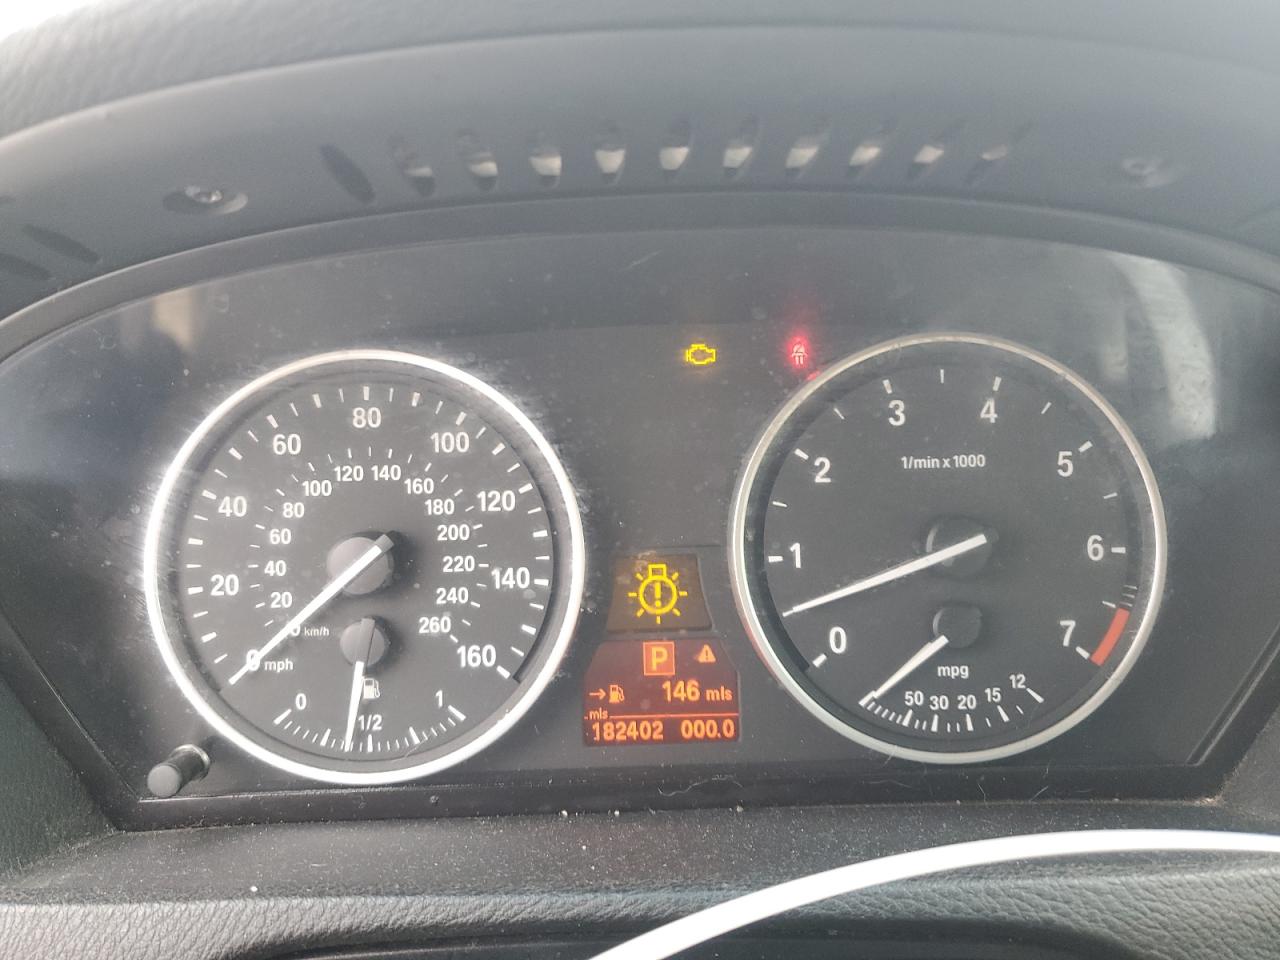 0 20 40 60 80 100 120 140 160
mph
20 40 60 80 100 120 140 160 180 200 220 240 260
km/h
0 1/2 1
P
146 mls
mls
182402 000.0
0 1 2 3 4 5 6 7
1/min x 1000
mpg
50 30 20 15 12